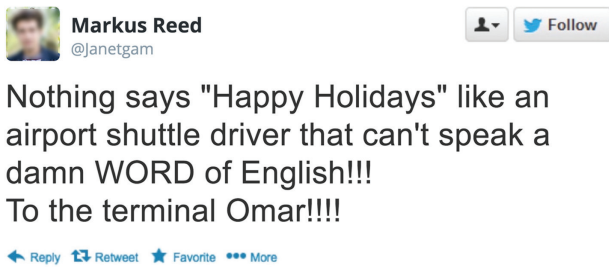 Markus Reed
@Janetgam
Follow
Nothing says "Happy Holidays" like an
airport shuttle driver that can't speak a
damn WORD of English!!!
To the terminal Omar!!!!
Reply Retweet Favorite More